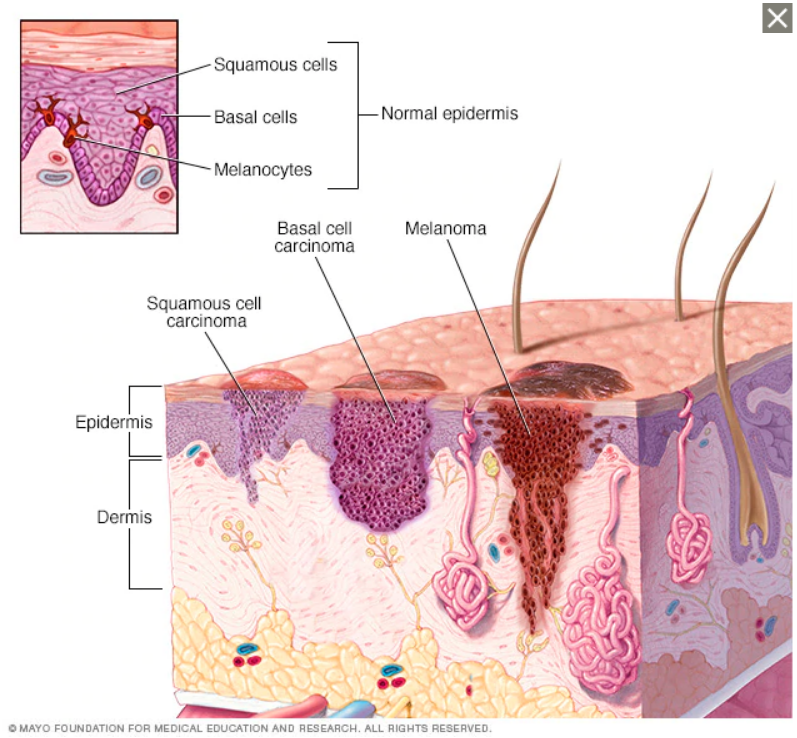 Squamous cells
Basal cells
Normal epidermis
Melanocytes
Basal cell
carcinoma
Melanoma
Squamous cell
carcinoma
Epidermis
Dermis
© MAYO FOUNDATION FOR MEDICAL EDUCATION AND RESEARCH. ALL RIGHTS RESERVED.